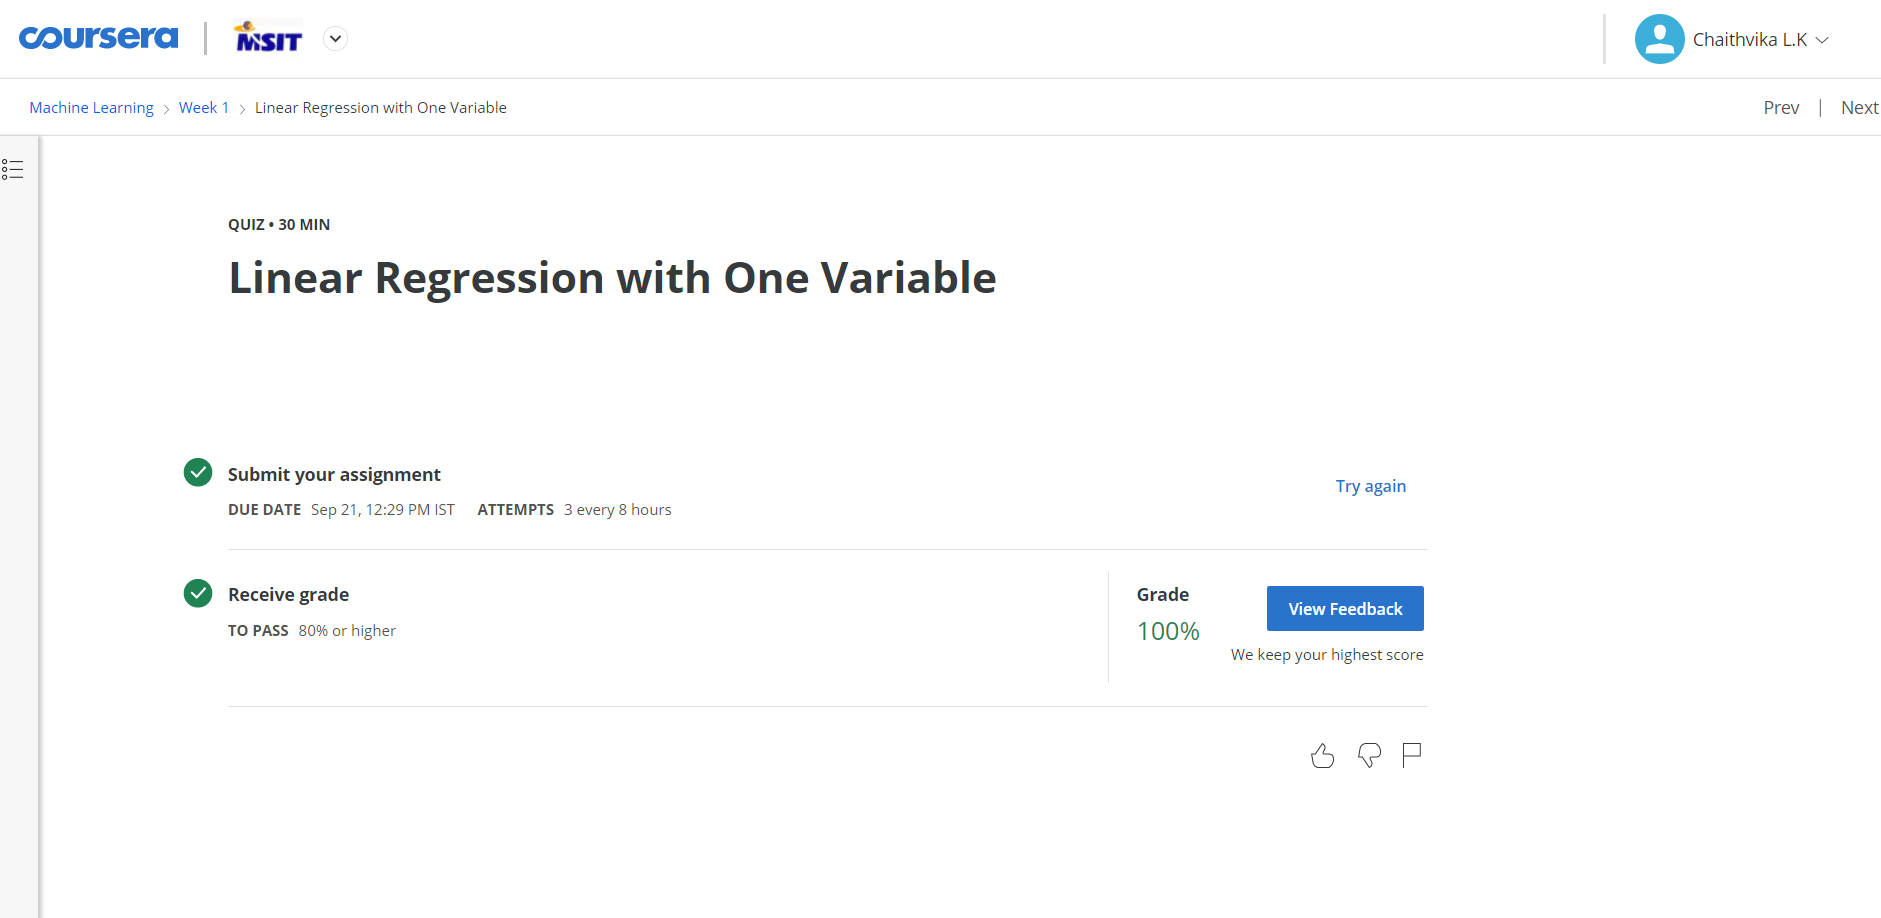 coursera | MSIT
Chaithvika L.K
Machine Learning > Week 1 > Linear Regression with One Variable
Prev | Next
QUIZ • 30 MIN
Linear Regression with One Variable
Submit your assignment
DUE DATE Sep 21, 12:29 PM IST ATTEMPTS 3 every 8 hours
Try again
Receive grade
TO PASS 80% or higher
Grade
100%
View Feedback
We keep your highest score